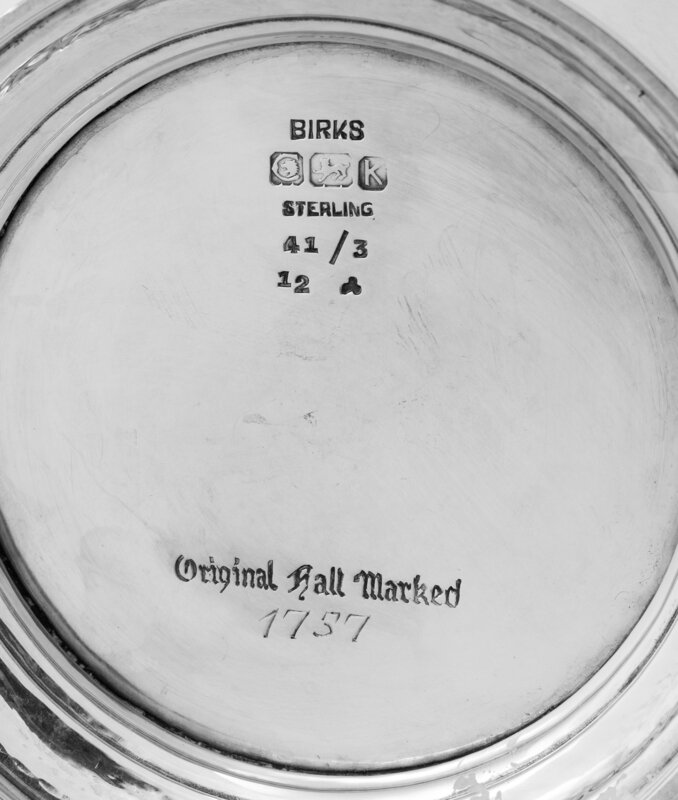 BIRKS
K
STERLING
41/3
12
Original Hall Marked
1757